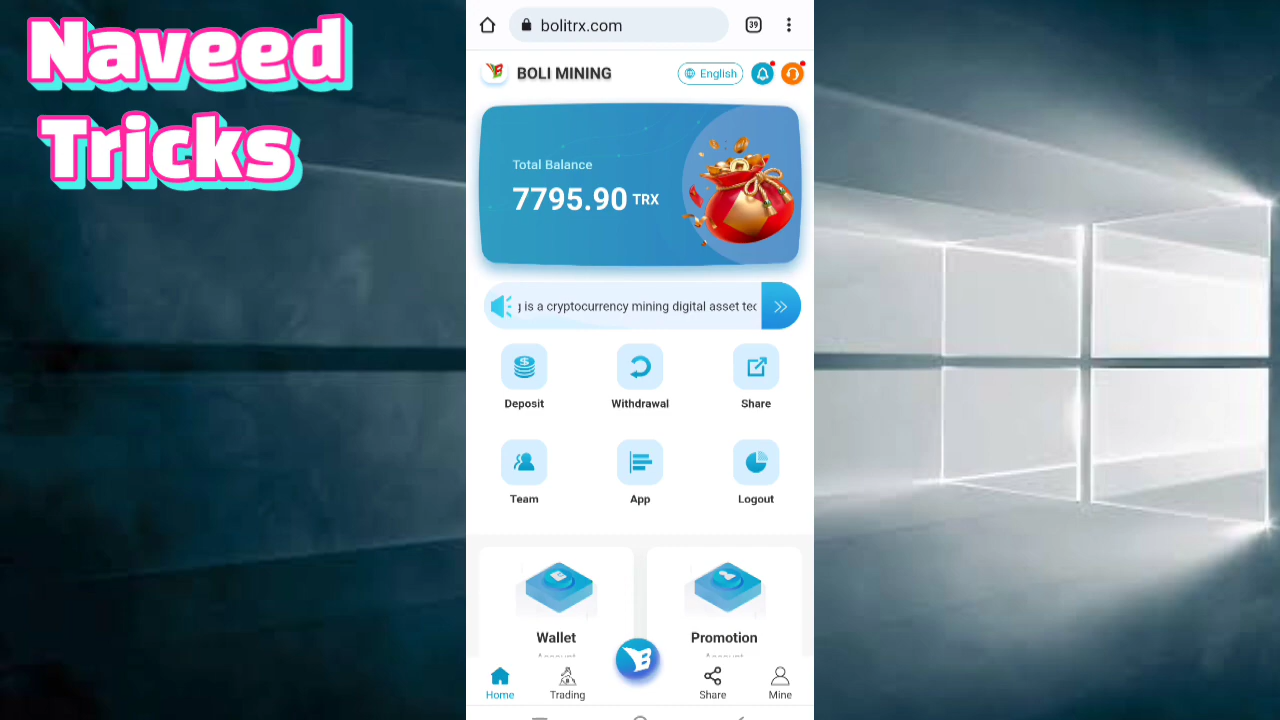 Naveed
Tricks
bolitrx.com
39
BOLI MINING
English
Total Balance
7795.90 TRX
is a cryptocurrency mining digital asset
Deposit
Withdrawal
Share
Team
App
Logout
Wallet
Promotion
Home
Trading
Share
Mine